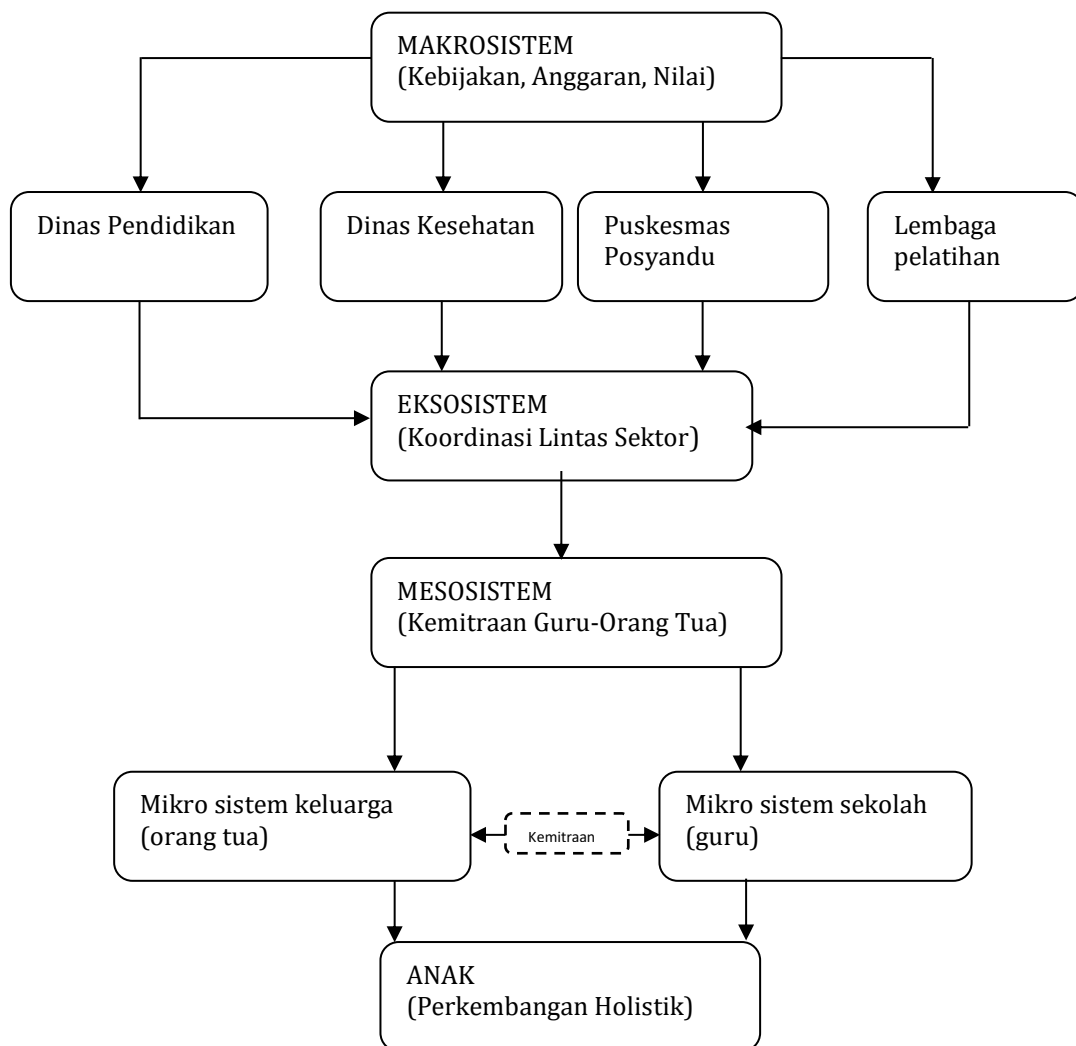 MAKROSISTEM
(Kebijakan, Anggaran, Nilai)
Dinas Pendidikan
Dinas Kesehatan
Puskesmas
Posyandu
Lembaga
pelatihan
EKSOSISTEM
(Koordinasi Lintas Sektor)
MESOSISTEM
(Kemitraan Guru-Orang Tua)
Mikro sistem keluarga
(orang tua)
Kemitraan
Mikro sistem sekolah
(guru)
ANAK
(Perkembangan Holistik)